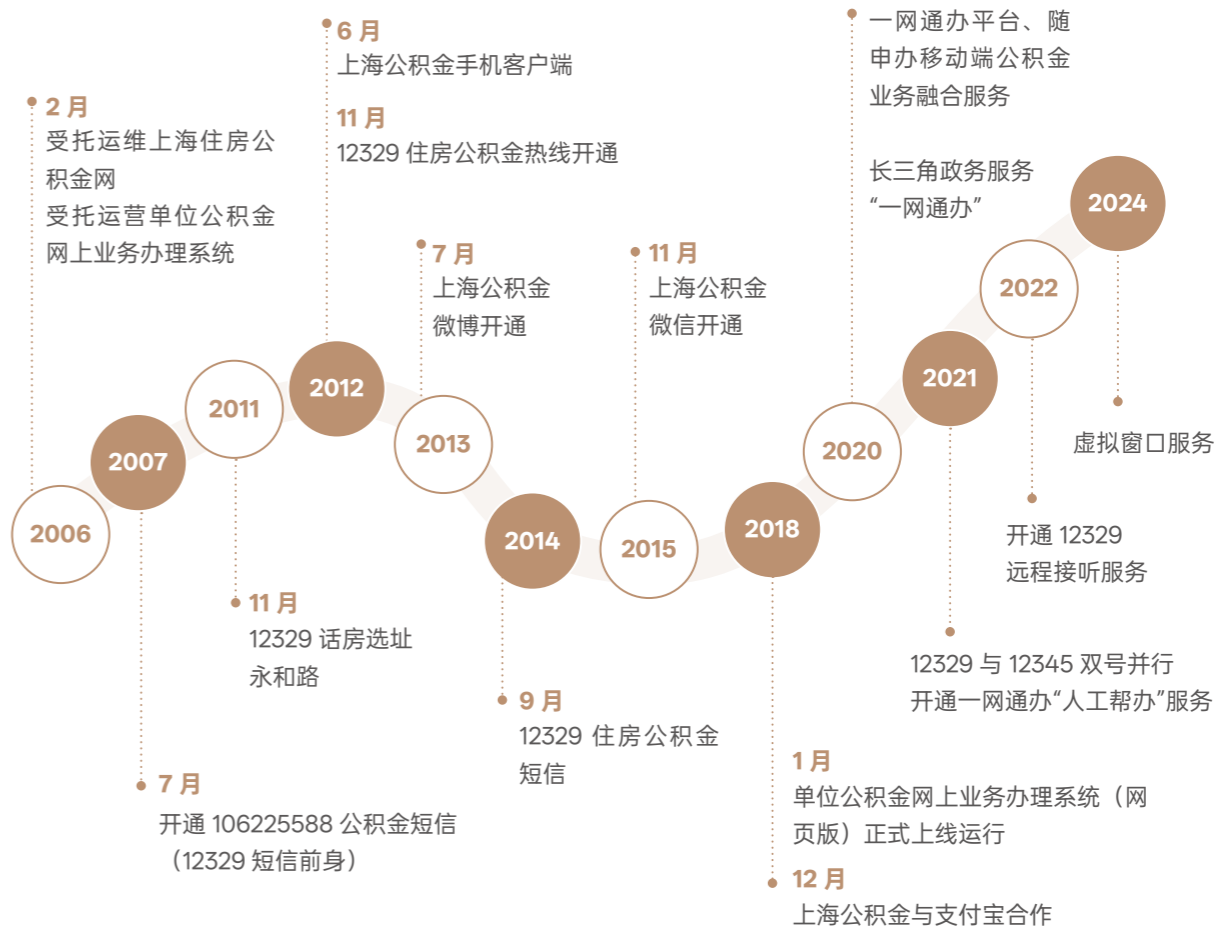 2006
2 月
受托运维上海住房公
积金网
受托运营单位公积金
网上业务办理系统
2007
7 月
开通 106225588 公积金短信
（12329 短信前身）
2011
11 月
12329 话房选址
永和路
2012
6 月
上海公积金手机客户端
11 月
12329 住房公积金热线开通
2013
7 月
上海公积金
微博开通
2014
9 月
12329 住房公积金
短信
2015
11 月
上海公积金
微信开通
2018
1 月
单位公积金网上业务办理系统（网
页版）正式上线运行
12 月
上海公积金与支付宝合作
2020
一网通办平台、随
申办移动端公积金
业务融合服务
长三角政务服务
“一网通办”
2021
12329 与 12345 双号并行
开通一网通办“人工帮办”服务
2022
开通 12329
远程接听服务
2024
虚拟窗口服务